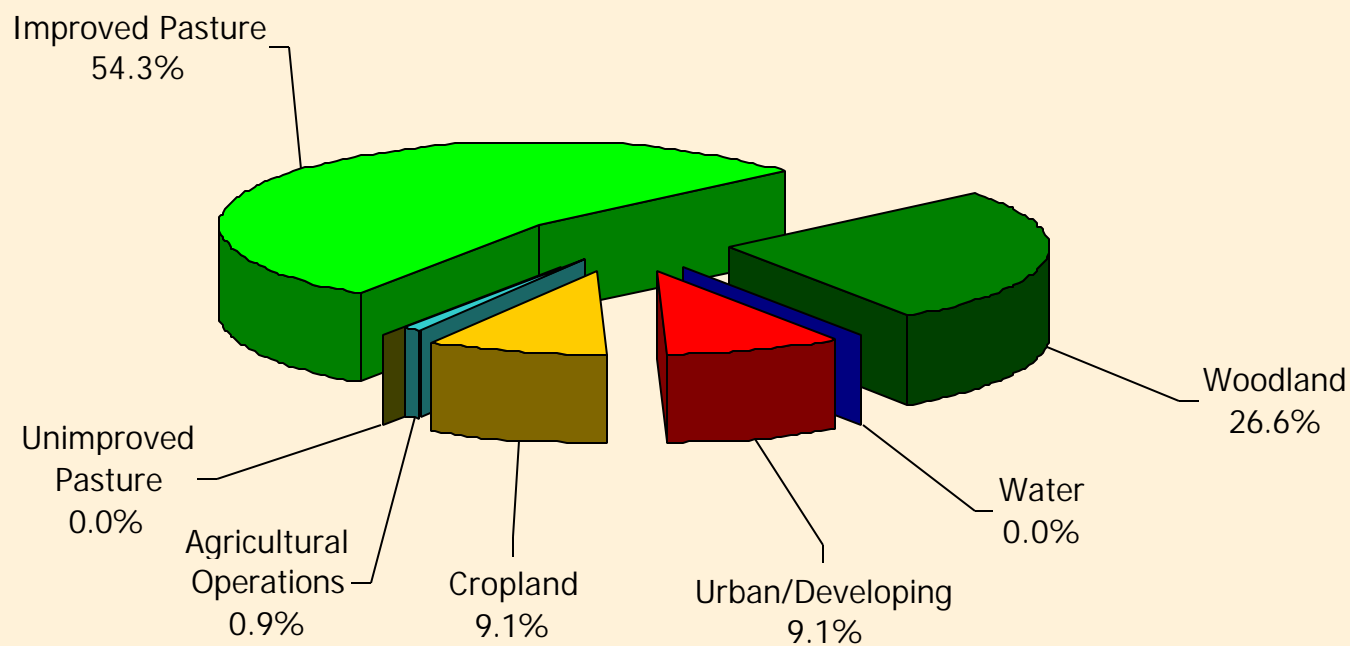 Improved Pasture
54.3%
Woodland
26.6%
Unimproved
Pasture
0.0%
Water
0.0%
Agricultural
Operations
0.9%
Cropland
9.1%
Urban/Developing
9.1%